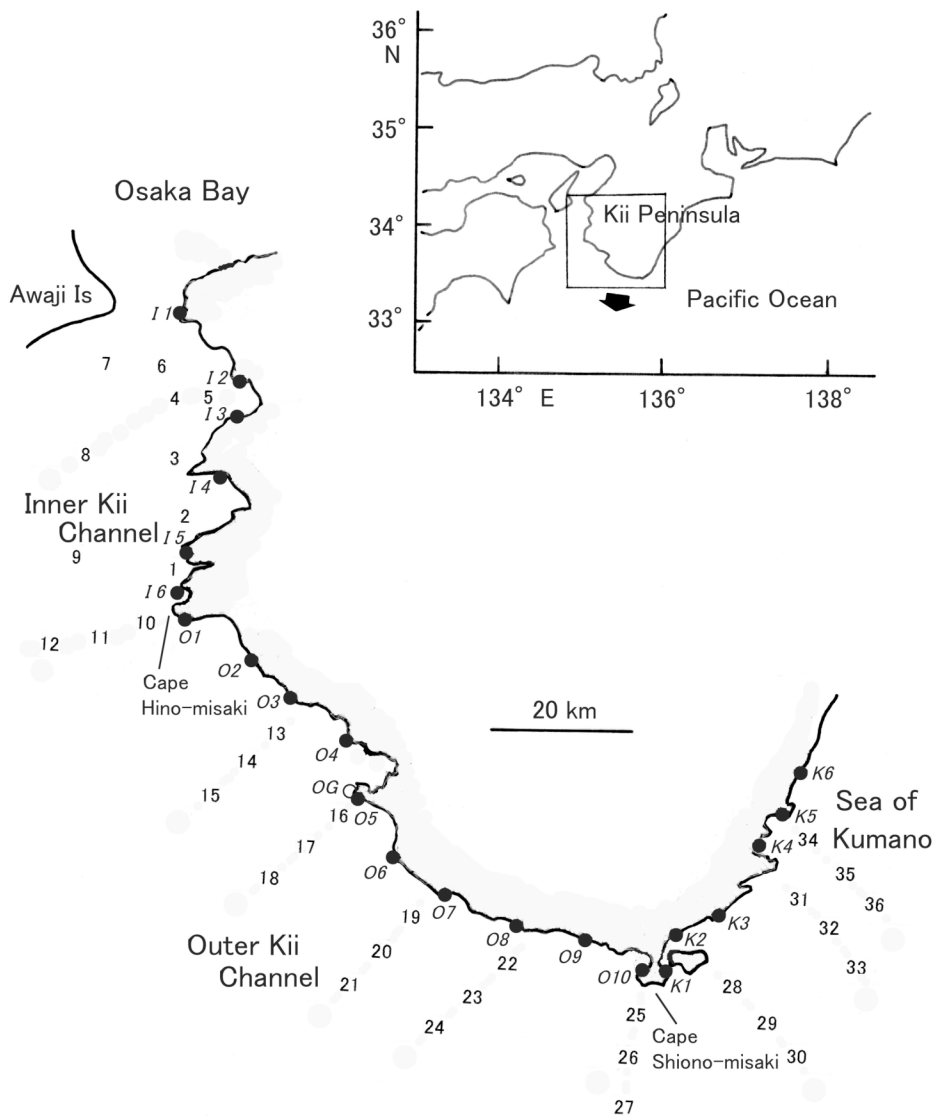 36°
N
35°
34°
33°
134° E
136°
138°
Kii Peninsula
Pacific Ocean
Osaka Bay
Awaji Is
I 1
7
6
I 2
4
5
I 3
8
3
I 4
Inner Kii
Channel
2
I 5
9
1
I 6
10
11
12
O1
Cape
Hino-misaki
O2
O3
20 km
13
O4
14
15
OG
16
O5
17
18
O6
19
O7
Outer Kii
Channel
20
21
O8
22
23
24
O9
O10
K1
K2
K3
K4
K5
K6
Sea of
Kumano
34
35
36
31
32
33
28
29
30
25
26
27
Cape
Shiono-misaki